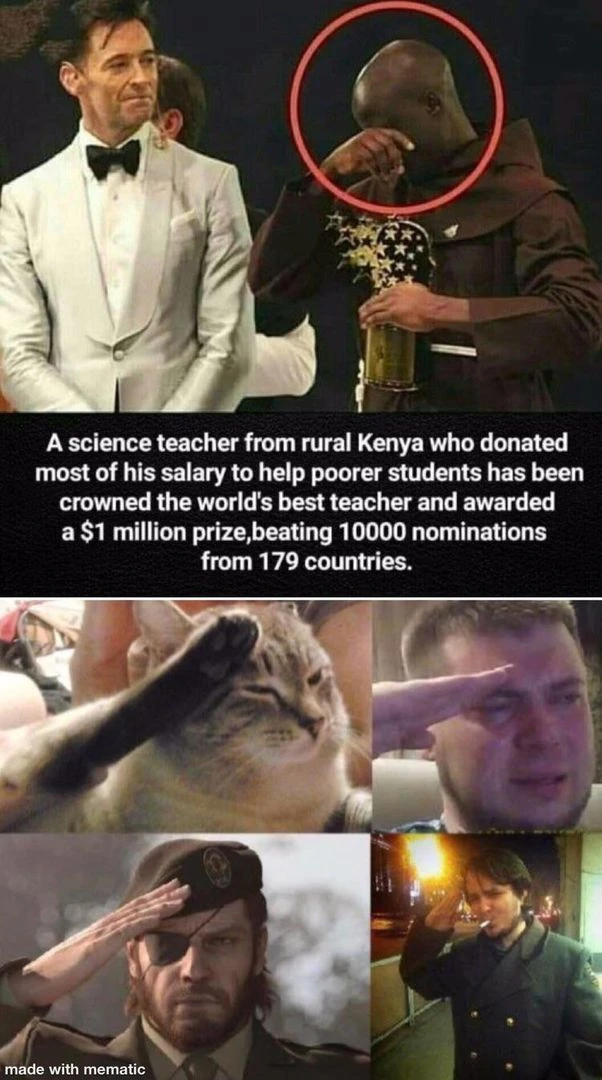 A science teacher from rural Kenya who donated
most of his salary to help poorer students has been
crowned the world's best teacher and awarded
a $1 million prize,beating 10000 nominations
from 179 countries.
made with mematic